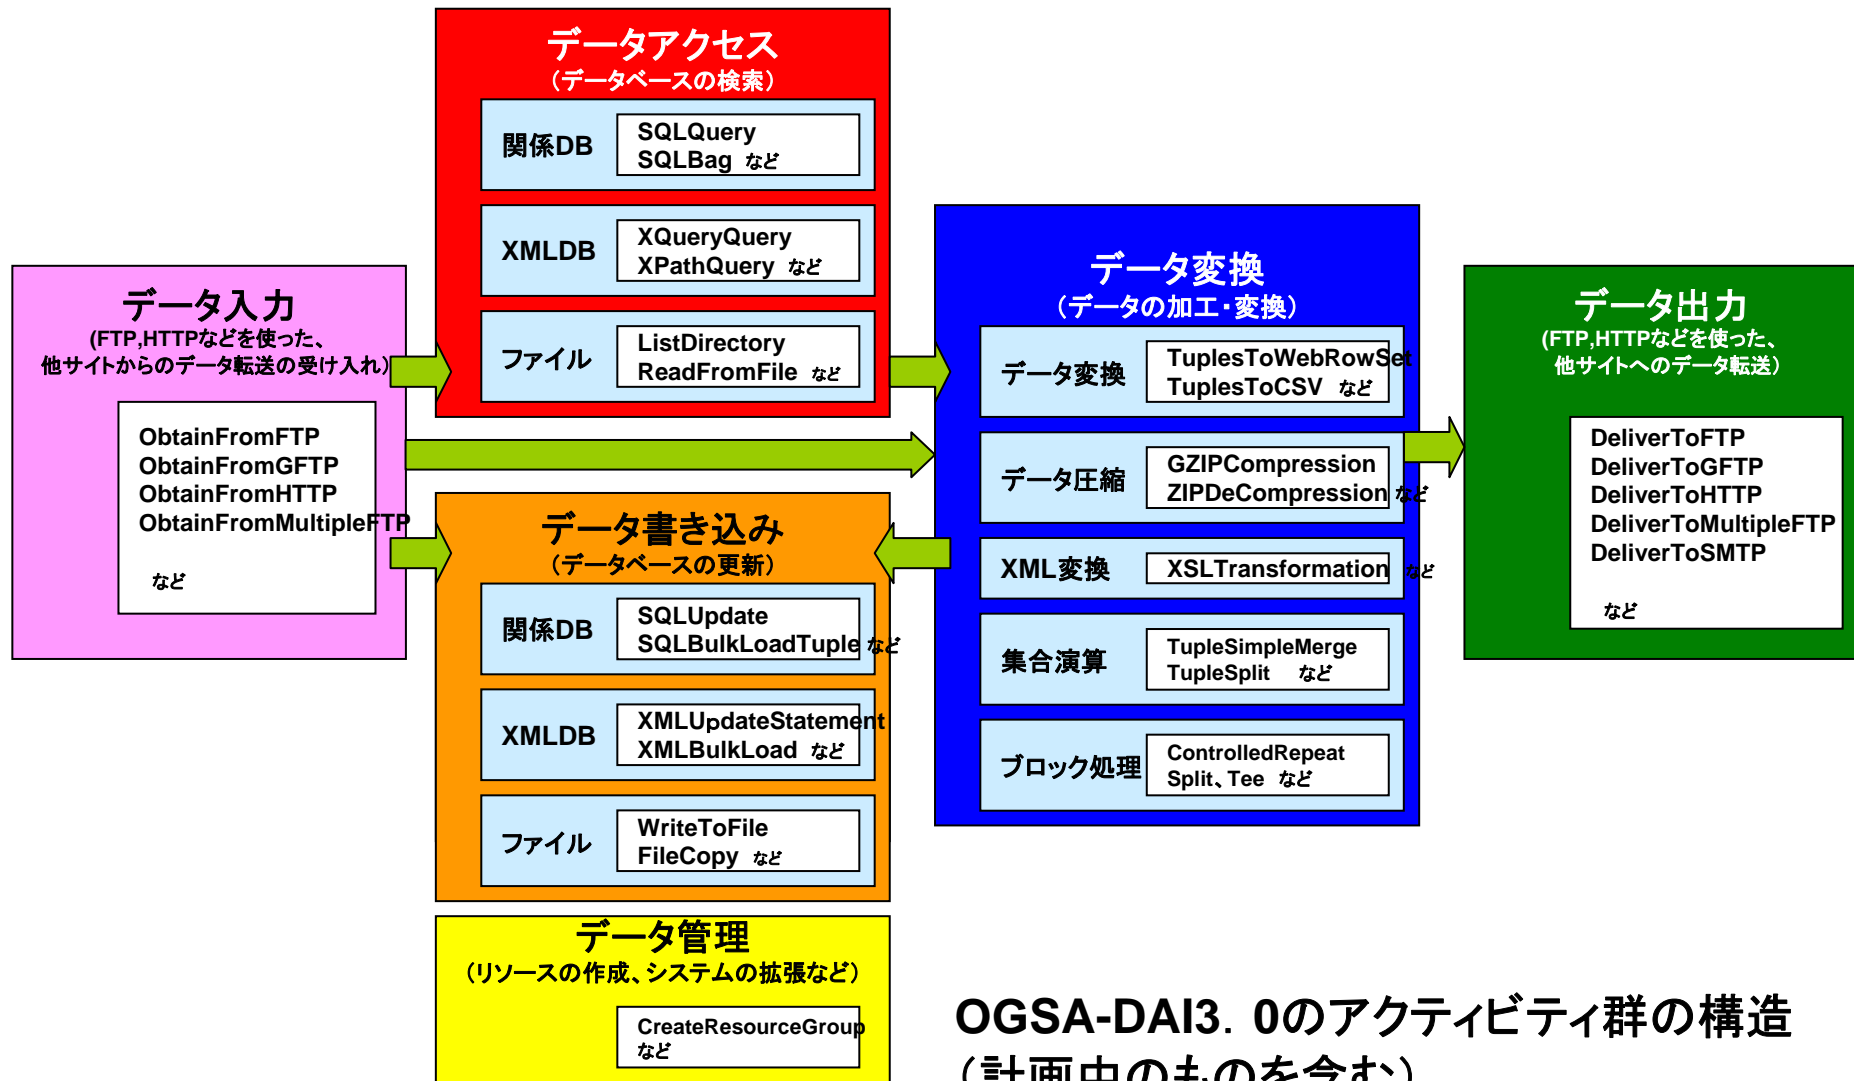 データアクセス
（データベースの検索）
関係DB
SQLQuery
SQLBag など
XMLDB
XQueryQuery
XPathQuery など
ファイル
ListDirectory
ReadFromFile など
データ入力
(FTP,HTTPなどを使った、
他サイトからのデータ転送の受け入れ)
ObtainFromFTP
ObtainFromGFTP
ObtainFromHTTP
ObtainFromMultipleFTP
など
データ書き込み
（データベースの更新）
関係DB
SQLUpdate
SQLBulkLoadTuple など
XMLDB
XMLUpdateStatement
XMLBulkLoad など
ファイル
WriteToFile
FileCopy など
データ管理
（リソースの作成、システムの拡張など）
CreateResourceGroup
など
データ変換
（データの加工・変換）
データ変換
TuplesToWebRowSet
TuplesToCSV など
データ圧縮
GZIPCompression
ZIPDeCompression など
XML変換
XSLTransformation など
集合演算
TupleSimpleMerge
TupleSplit など
ブロック処理
ControlledRepeat
Split、Tee など
データ出力
(FTP,HTTPなどを使った、
他サイトへのデータ転送)
DeliverToFTP
DeliverToGFTP
DeliverToHTTP
DeliverToMultipleFTP
DeliverToSMTP
など
OGSA-DAI3．0のアクティビティ群の構造
（計画中のものを含む）